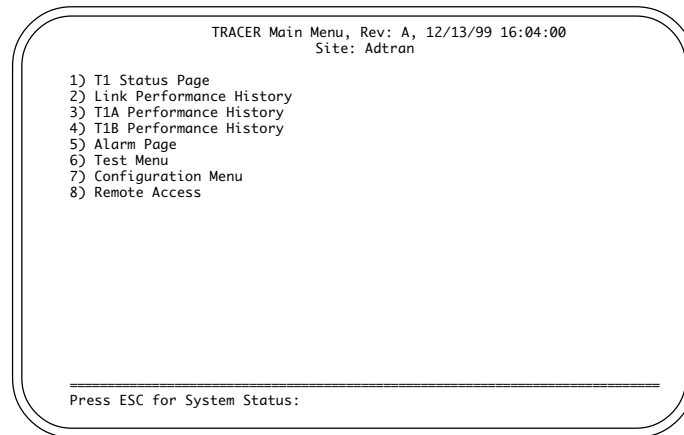 TRACER Main Menu, Rev: A, 12/13/99 16:04:00
Site: Adtran
1) T1 Status Page
2) Link Performance History
3) T1A Performance History
4) T1B Performance History
5) Alarm Page
6) Test Menu
7) Configuration Menu
8) Remote Access
================================================================================
Press ESC for System Status: